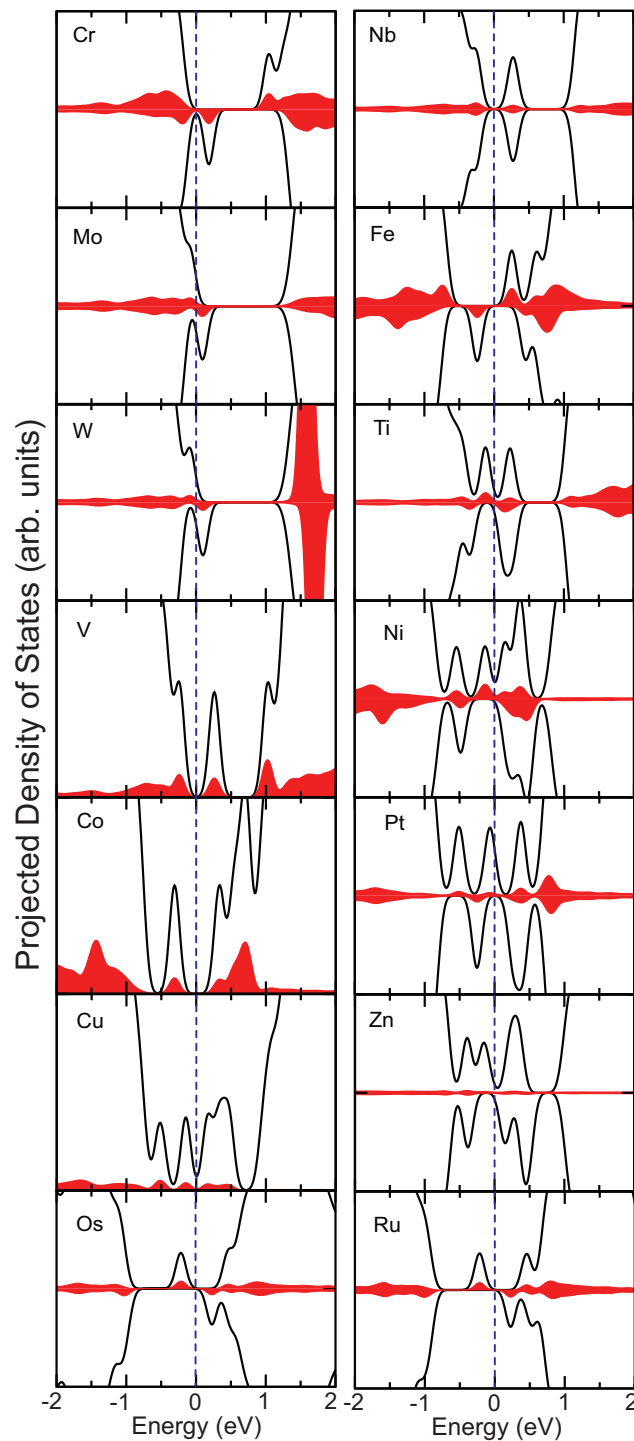 Projected Density of States (arb. units)
Cr
Nb
Mo
Fe
W
Ti
V
Ni
Co
Pt
Cu
Zn
Os
Ru
-2 -1 0 1 2 -2 -1 0 1 2
Energy (eV) Energy (eV)